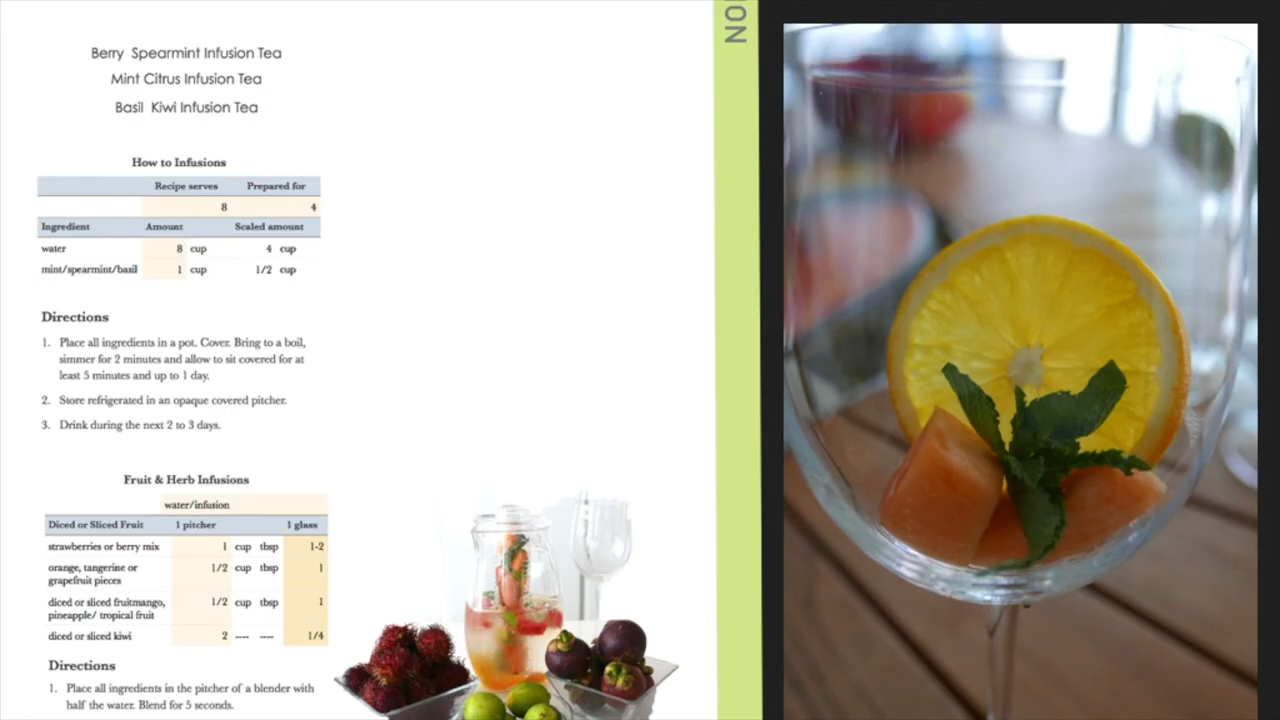 Berry Spearmint Infusion Tea
Mint Citrus Infusion Tea
Basil Kiwi Infusion Tea
How to Infusions
Recipe serves Prepared for
8 4
Ingredient Amount Scaled amount
water 8 cup 4 cup
mint/spearmint/basil 1 cup 1/2 cup
Directions
1. Place all ingredients in a pot. Cover. Bring to a boil,
simmer for 2 minutes and allow to sit covered for at
least 5 minutes and up to 1 day.
2. Store refrigerated in an opaque covered pitcher.
3. Drink during the next 2 to 3 days.
Fruit & Herb Infusions
water/infusion
Diced or Sliced Fruit 1 pitcher 1 glass
strawberries or berry mix 1 cup tbsp 1-2
orange, tangerine or
grapefruit pieces 1/2 cup tbsp 1
diced or sliced fruitmango,
pineapple/ tropical fruit 1/2 cup tbsp 1
diced or sliced kiwi 2 ---- ---- 1/4
Directions
1. Place all ingredients in the pitcher of a blender with
half the water. Blend for 5 seconds.